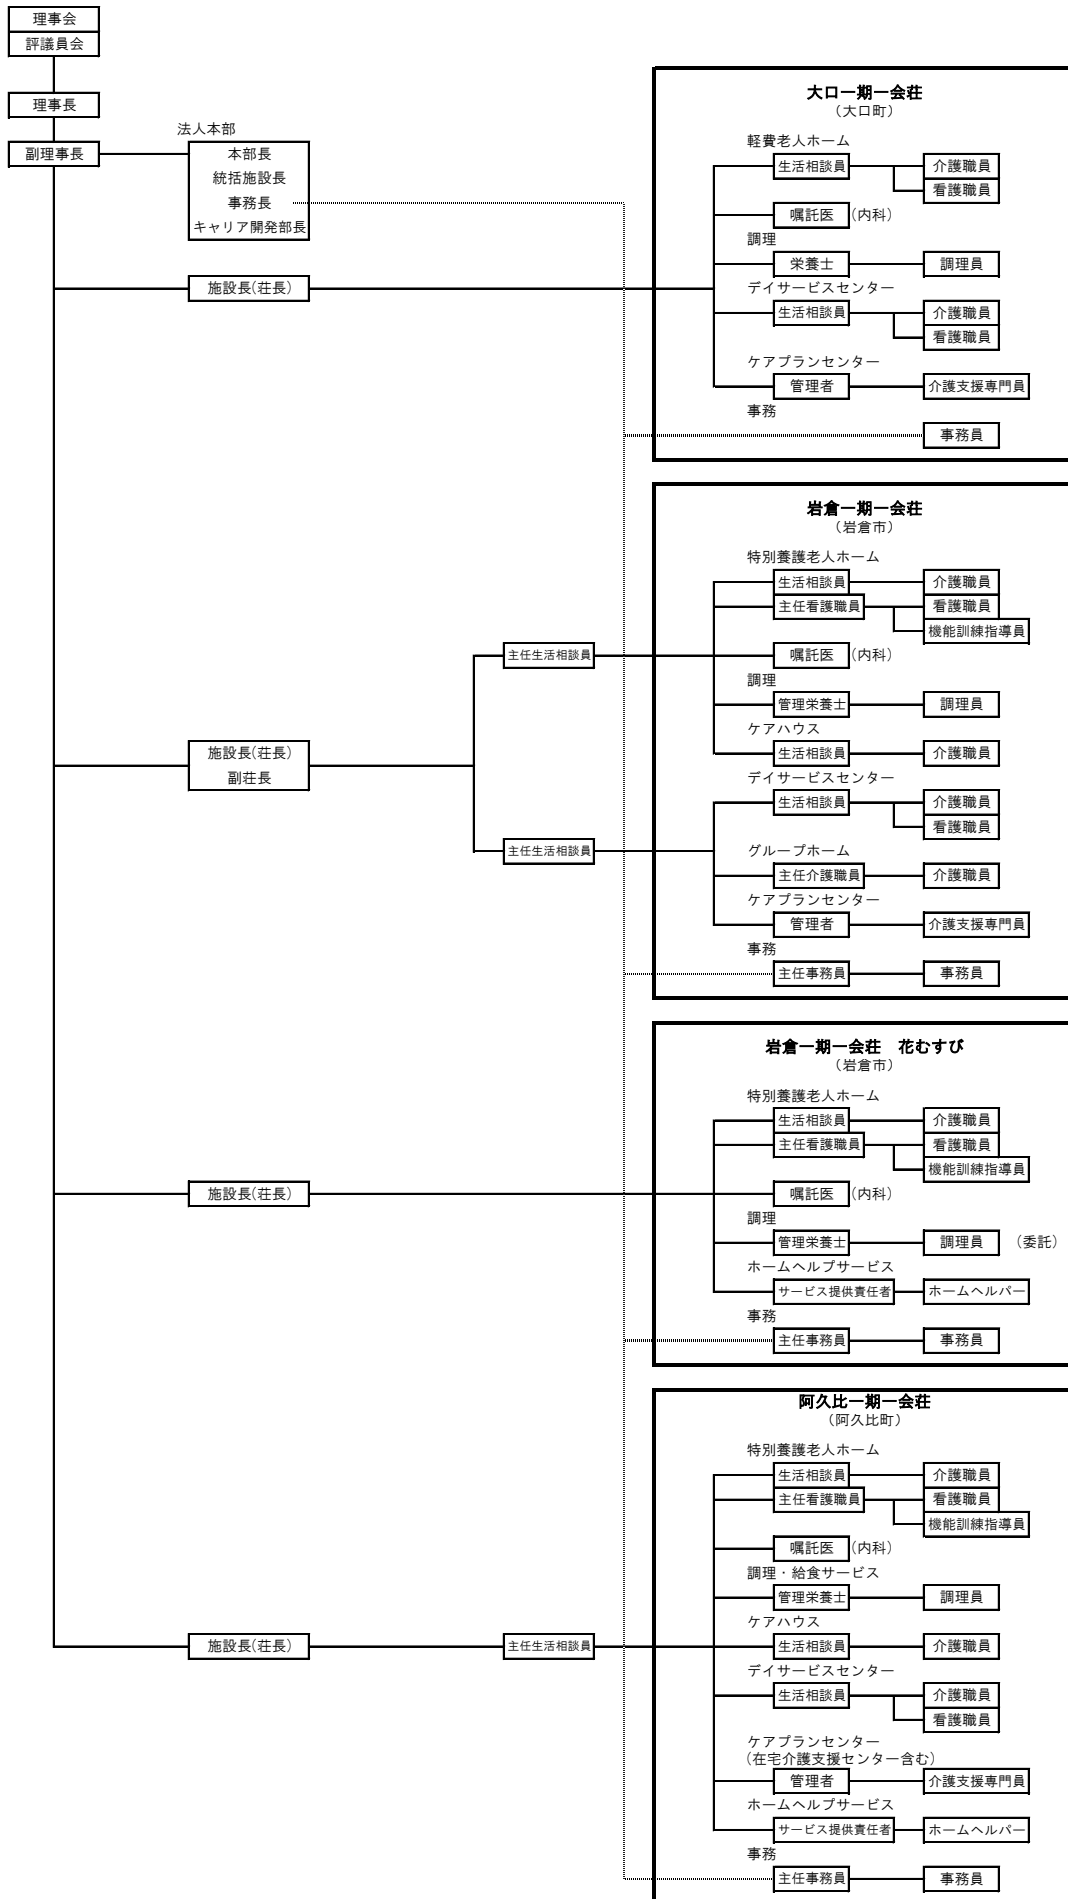 理事会
評議員会
理事長
副理事長
法人本部
本部長
統括施設長
事務長
キャリア開発部長
施設長(荘長)
大口一期一会荘
（大口町）
軽費老人ホーム
生活相談員 介護職員
看護職員
嘱託医 (内科)
調理
栄養士 調理員
デイサービスセンター
生活相談員 介護職員
看護職員
ケアプランセンター
管理者 介護支援専門員
事務
事務員
施設長(荘長)
副荘長
主任生活相談員
主任生活相談員
岩倉一期一会荘
（岩倉市）
特別養護老人ホーム
生活相談員 介護職員
主任看護職員 看護職員
機能訓練指導員
嘱託医 (内科)
調理
管理栄養士 調理員
ケアハウス
生活相談員 介護職員
デイサービスセンター
生活相談員 介護職員
看護職員
グループホーム
主任介護職員 介護職員
ケアプランセンター
管理者 介護支援専門員
事務
主任事務員 事務員
施設長(荘長)
岩倉一期一会荘　花むすび
（岩倉市）
特別養護老人ホーム
生活相談員 介護職員
主任看護職員 看護職員
機能訓練指導員
嘱託医 (内科)
調理
管理栄養士 調理員 （委託）
ホームヘルプサービス
サービス提供責任者 ホームヘルパー
事務
主任事務員 事務員
施設長(荘長)
主任生活相談員
阿久比一期一会荘
（阿久比町）
特別養護老人ホーム
生活相談員 介護職員
主任看護職員 看護職員
機能訓練指導員
嘱託医 (内科)
調理・給食サービス
管理栄養士 調理員
ケアハウス
生活相談員 介護職員
デイサービスセンター
生活相談員 介護職員
看護職員
ケアプランセンター
（在宅介護支援センター含む）
管理者 介護支援専門員
ホームヘルプサービス
サービス提供責任者 ホームヘルパー
事務
主任事務員 事務員